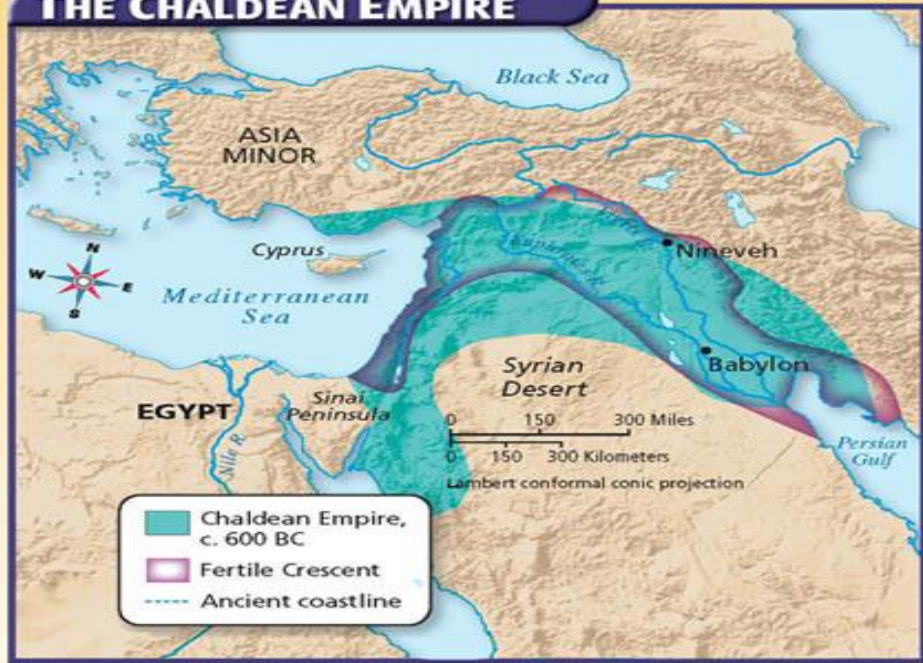 THE CHALDEAN EMPIRE
Black Sea
ASIA
MINOR
Tigris R.
Nineveh
Cyprus
Euphrates R.
N
W
E
S
Mediterranean
Sea
Babylon
Syrian
Desert
Sinai
Peninsula
EGYPT
Nile R.
0 150 300 Miles
0 150 300 Kilometers
Lambert conformal conic projection
Persian
Gulf
Chaldean Empire,
c. 600 BC
Fertile Crescent
Ancient coastline